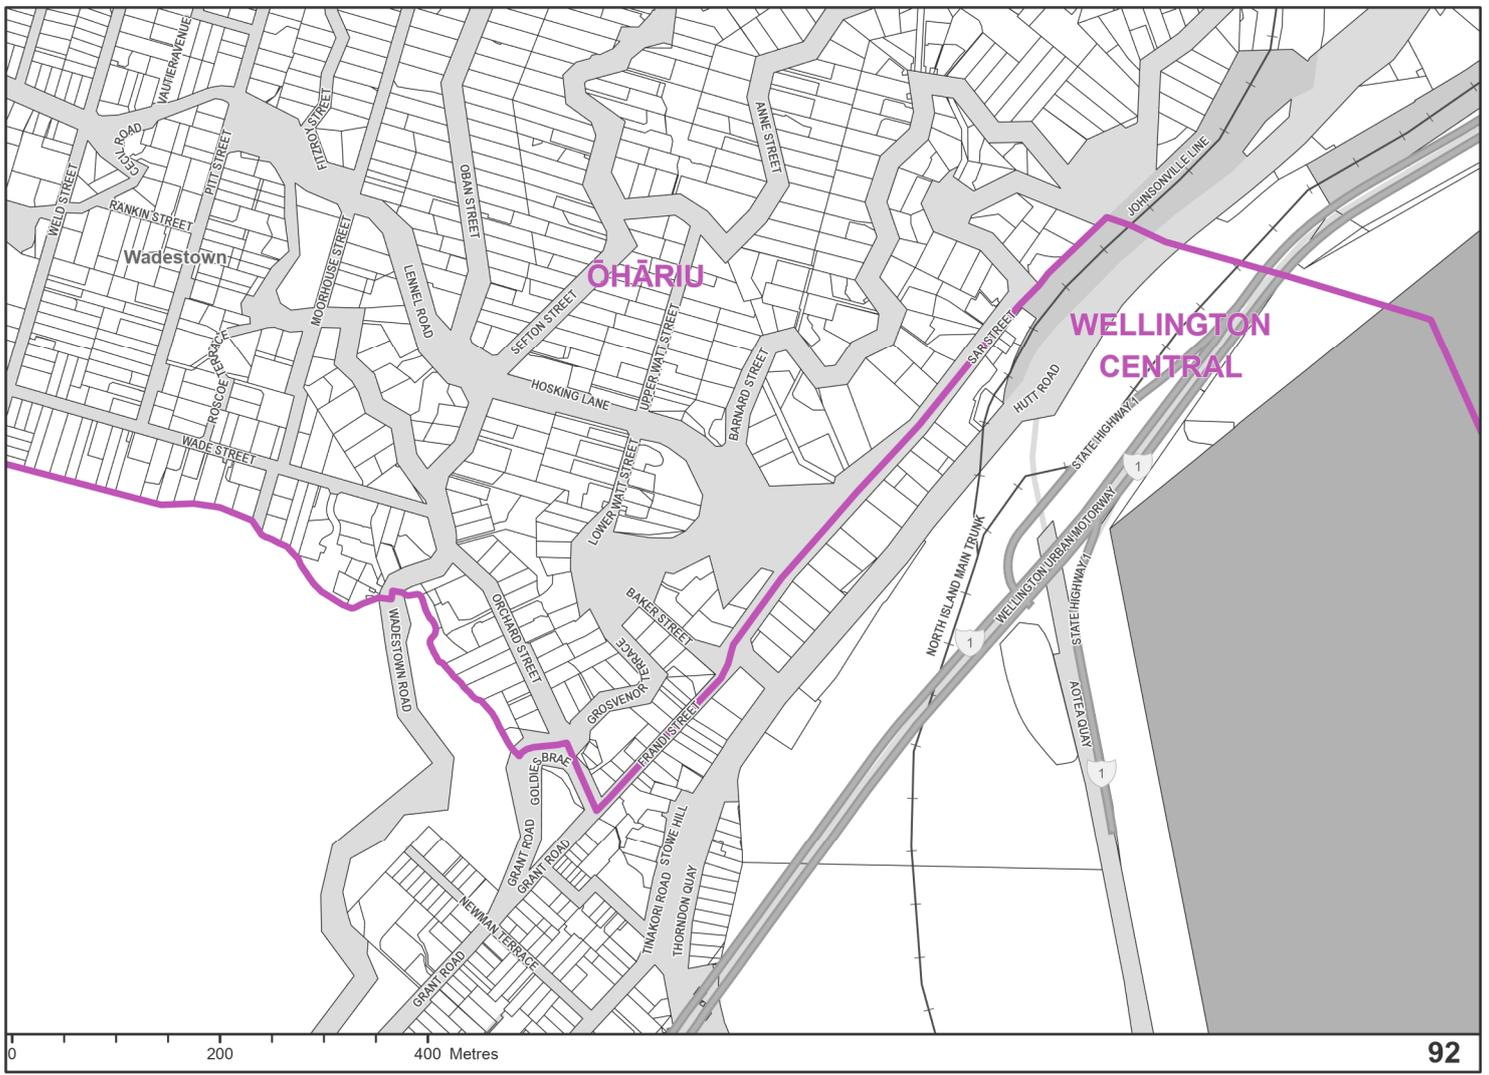 VAUTIER AVENUE
CECIL ROAD
FITZROY STREET
PITT STREET
WELD STREET
RANKIN STREET
Wadestown
OBAN STREET
ANNE STREET
JOHNSONVILLE LINE
MOORHOUSE STREET
LENNEL ROAD
ŌHĀRIU
SEFTON STREET
UPPER WATT STREET
WELLINGTON
CENTRAL
SAR STREET
ROSCOE TERRACE
HOSKING LANE
BARNARD STREET
HUTT ROAD
STATE HIGHWAY 1
WADE STREET
LOWER WATT STREET
1
WELLINGTON URBAN MOTORWAY
NORTH ISLAND MAIN TRUNK
STATE HIGHWAY 1
1
BAKER STREET
ORCHARD STREET
WADESTOWN ROAD
GROSVENOR TERRACE
AOTEA QUAY
FRANDI STREET
GOLDIES BRAE
1
GRANT ROAD
GRANT ROAD
STOWE HILL
TINAKORI ROAD
THORNDON QUAY
NEWMAN TERRACE
GRANT ROAD
0 200 400 Metres
92